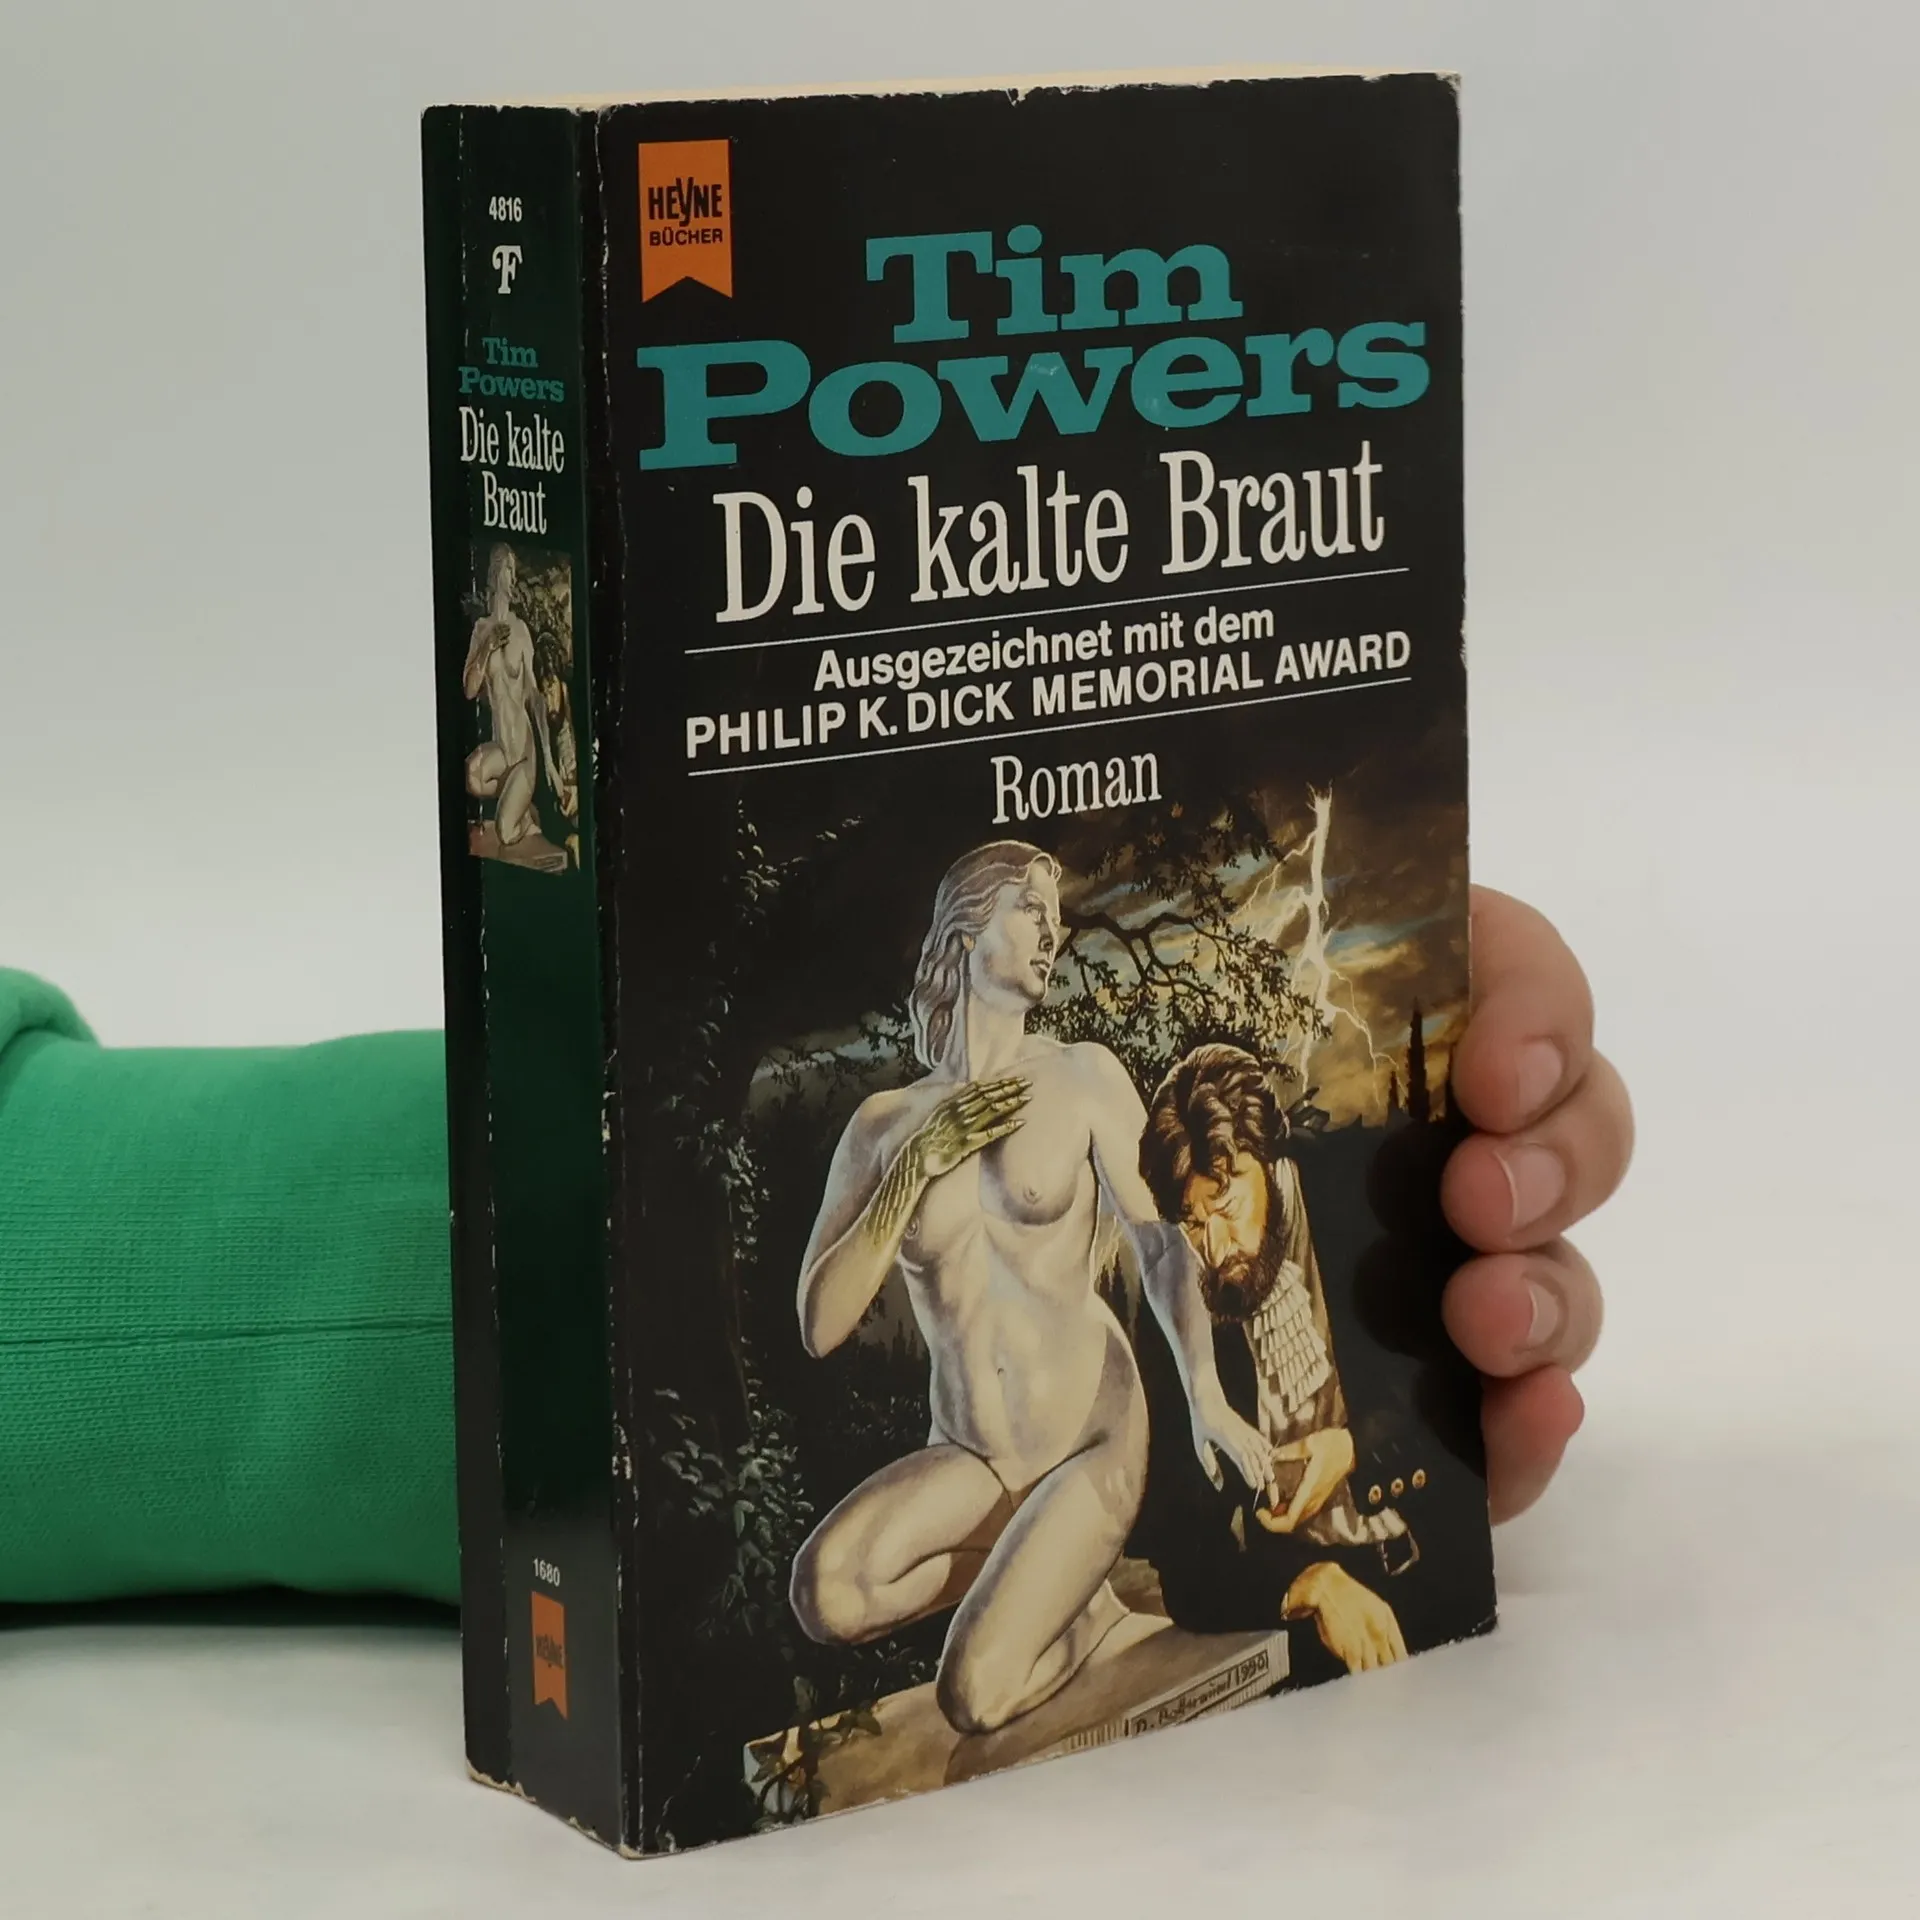 4816
F
Tim
Powers
Die kalte
Braut
1680
HEYNE
HEYNE
BÜCHER
Tim
Powers
Die kalte Braut
Ausgezeichnet mit dem
PHILIP K. DICK MEMORIAL AWARD
Roman
1990